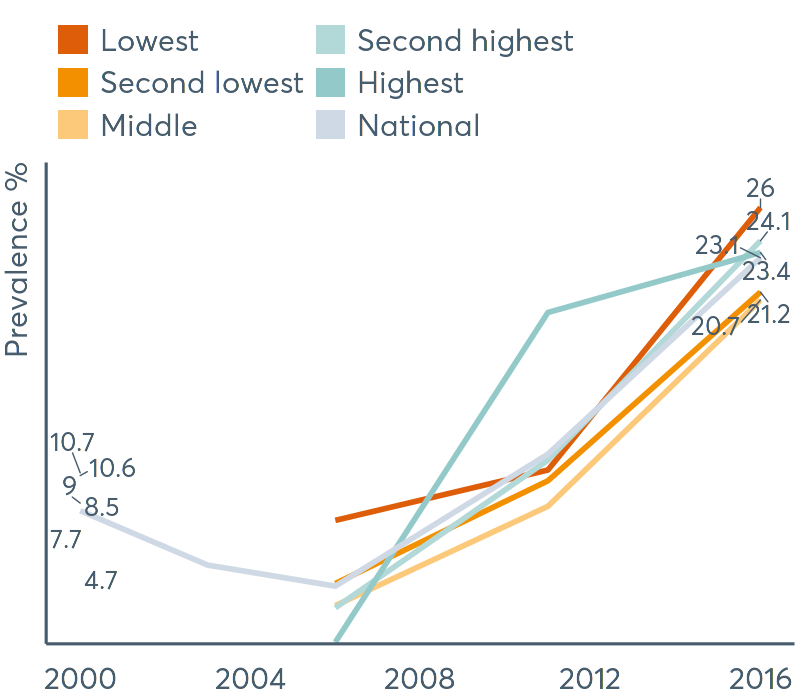 Lowest
Second lowest
Middle
Second highest
Highest
National
Prevalence %
26
24.1
23.1
23.4
20.7
21.2
10.7
10.6
9
8.5
7.7
4.7
2000 2004 2008 2012 2016